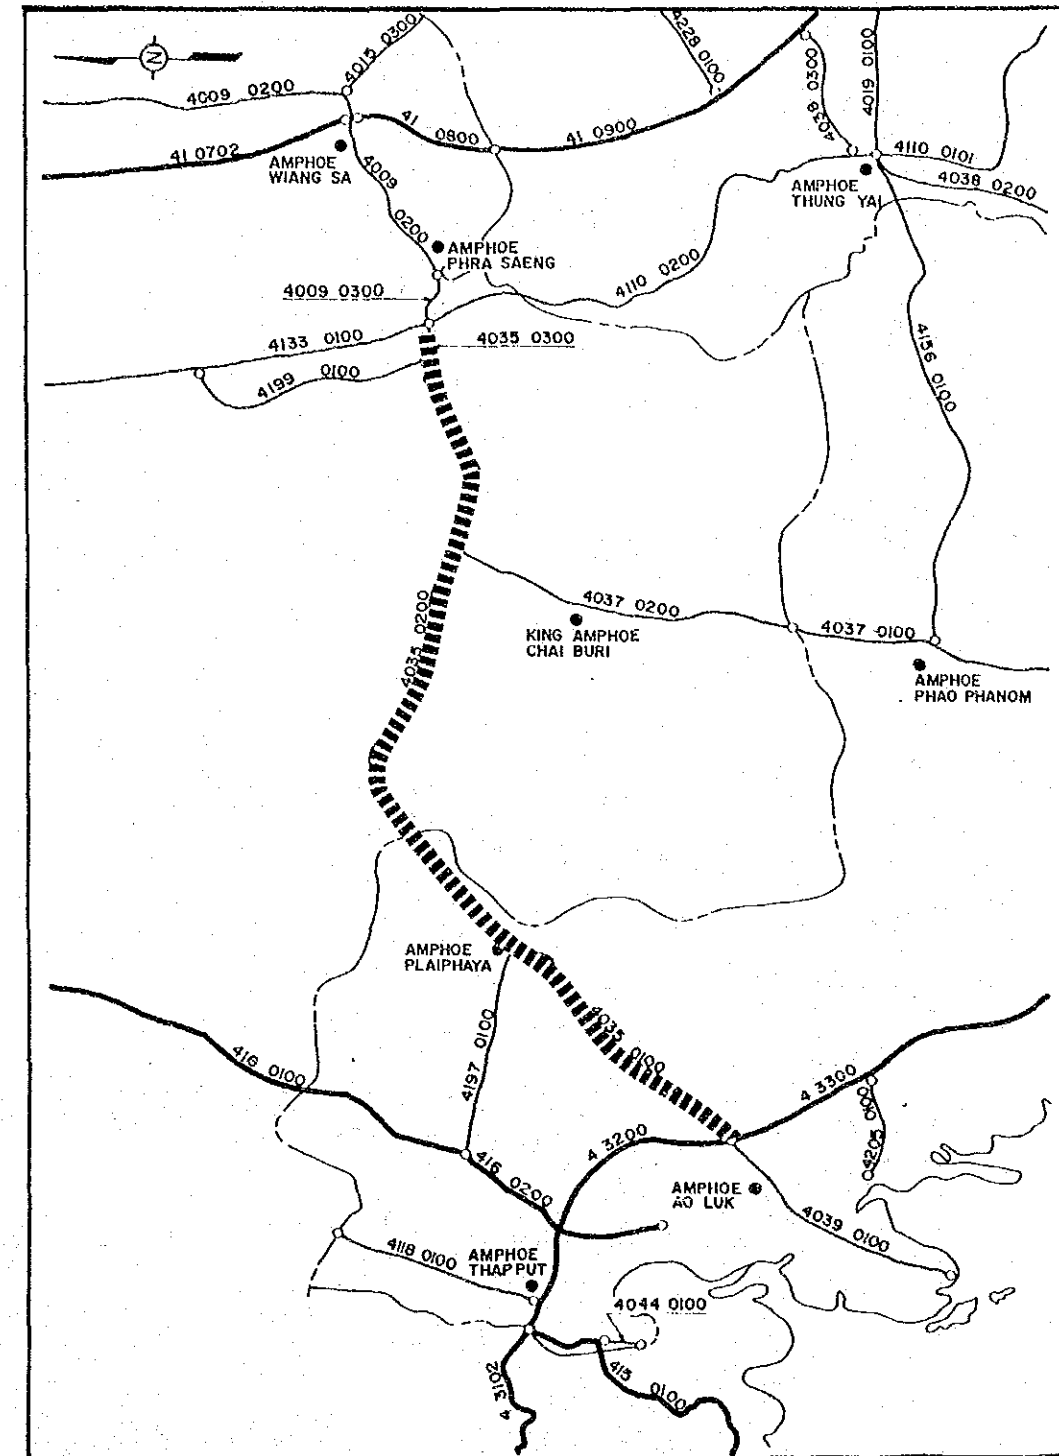 N
4015 0300
4228 0100
4038 0300
4019 0100
4009 0200
41 0702
41 0800
41 0900
4110 0101
4038 0200
AMPHOE
WIANG SA
AMPHOE
THUNG YAI
4009 0200
AMPHOE
PHRA SAENG
4009 0300
4110 0200
4133 0100
4035 0300
4199 0100
4156 0100
4035 0200
4037 0200
4037 0100
KING AMPHOE
CHAI BURI
AMPHOE
PHAO PHANOM
AMPHOE
PLAIPHAYA
4197 0100
4035 0100
416 0100
4 3300
4 3200
4205 0100
416 0200
AMPHOE
AO LUK
4039 0100
4118 0100
AMPHOE
THAPPUT
4044 0100
4 3102
415 0100